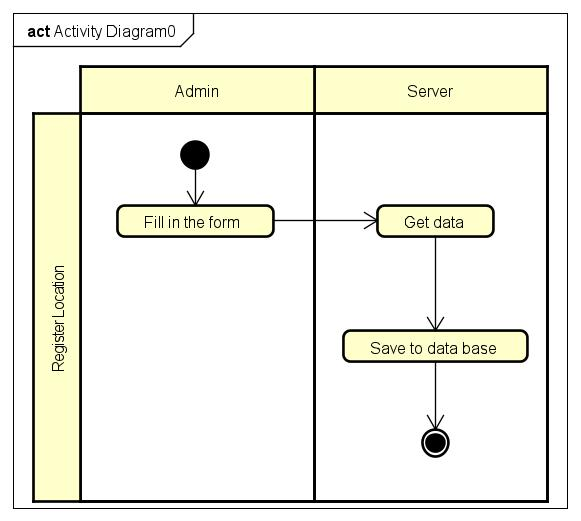 act Activity Diagram0
Admin
Server
Fill in the form
Get data
Register Location
Save to data base